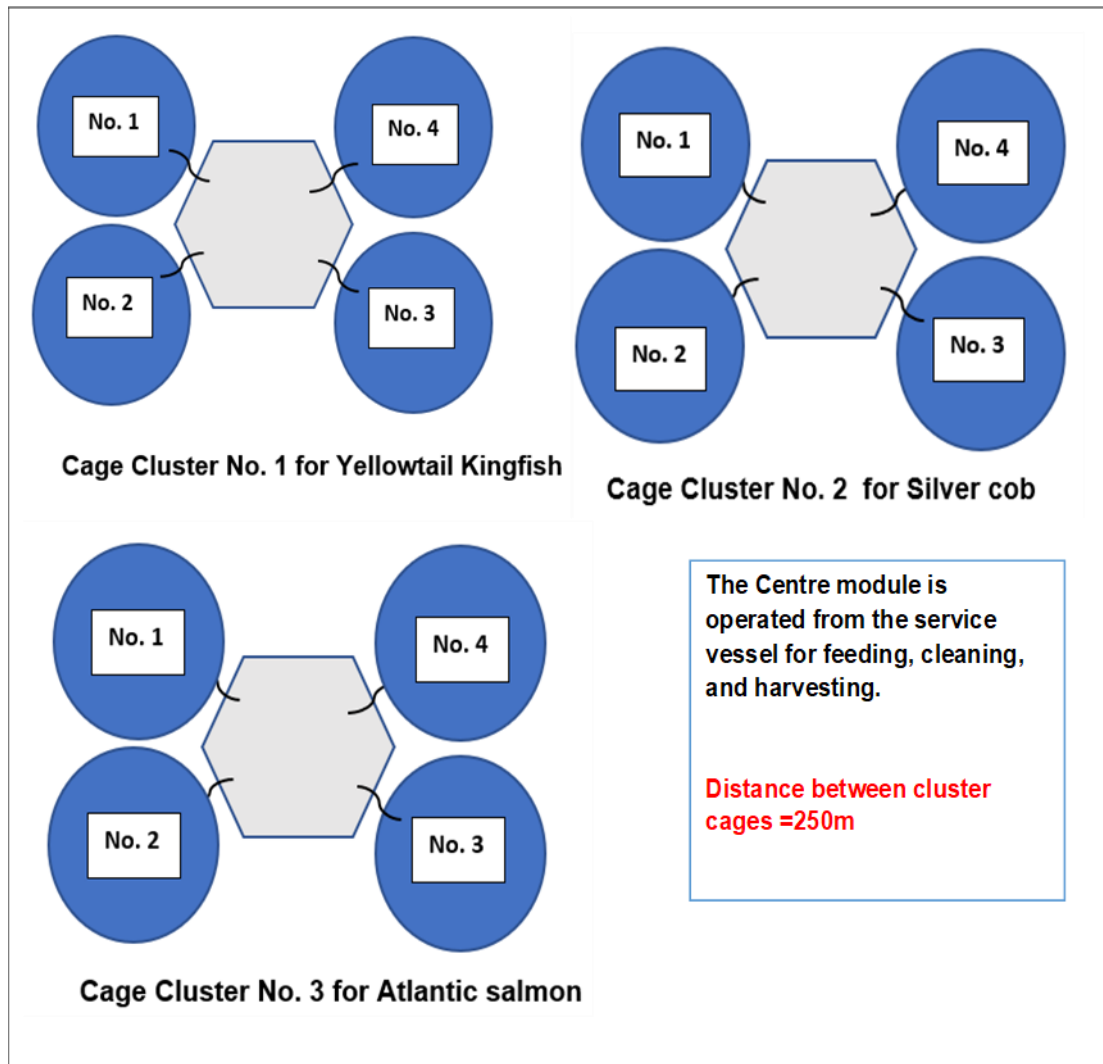 No. 1
No. 4
No. 2
No. 3
Cage Cluster No. 1 for Yellowtail Kingfish
No. 1
No. 4
No. 2
No. 3
Cage Cluster No. 2 for Silver cob
No. 1
No. 4
No. 2
No. 3
Cage Cluster No. 3 for Atlantic salmon
The Centre module is
operated from the service
vessel for feeding, cleaning,
and harvesting.
Distance between cluster
cages =250m